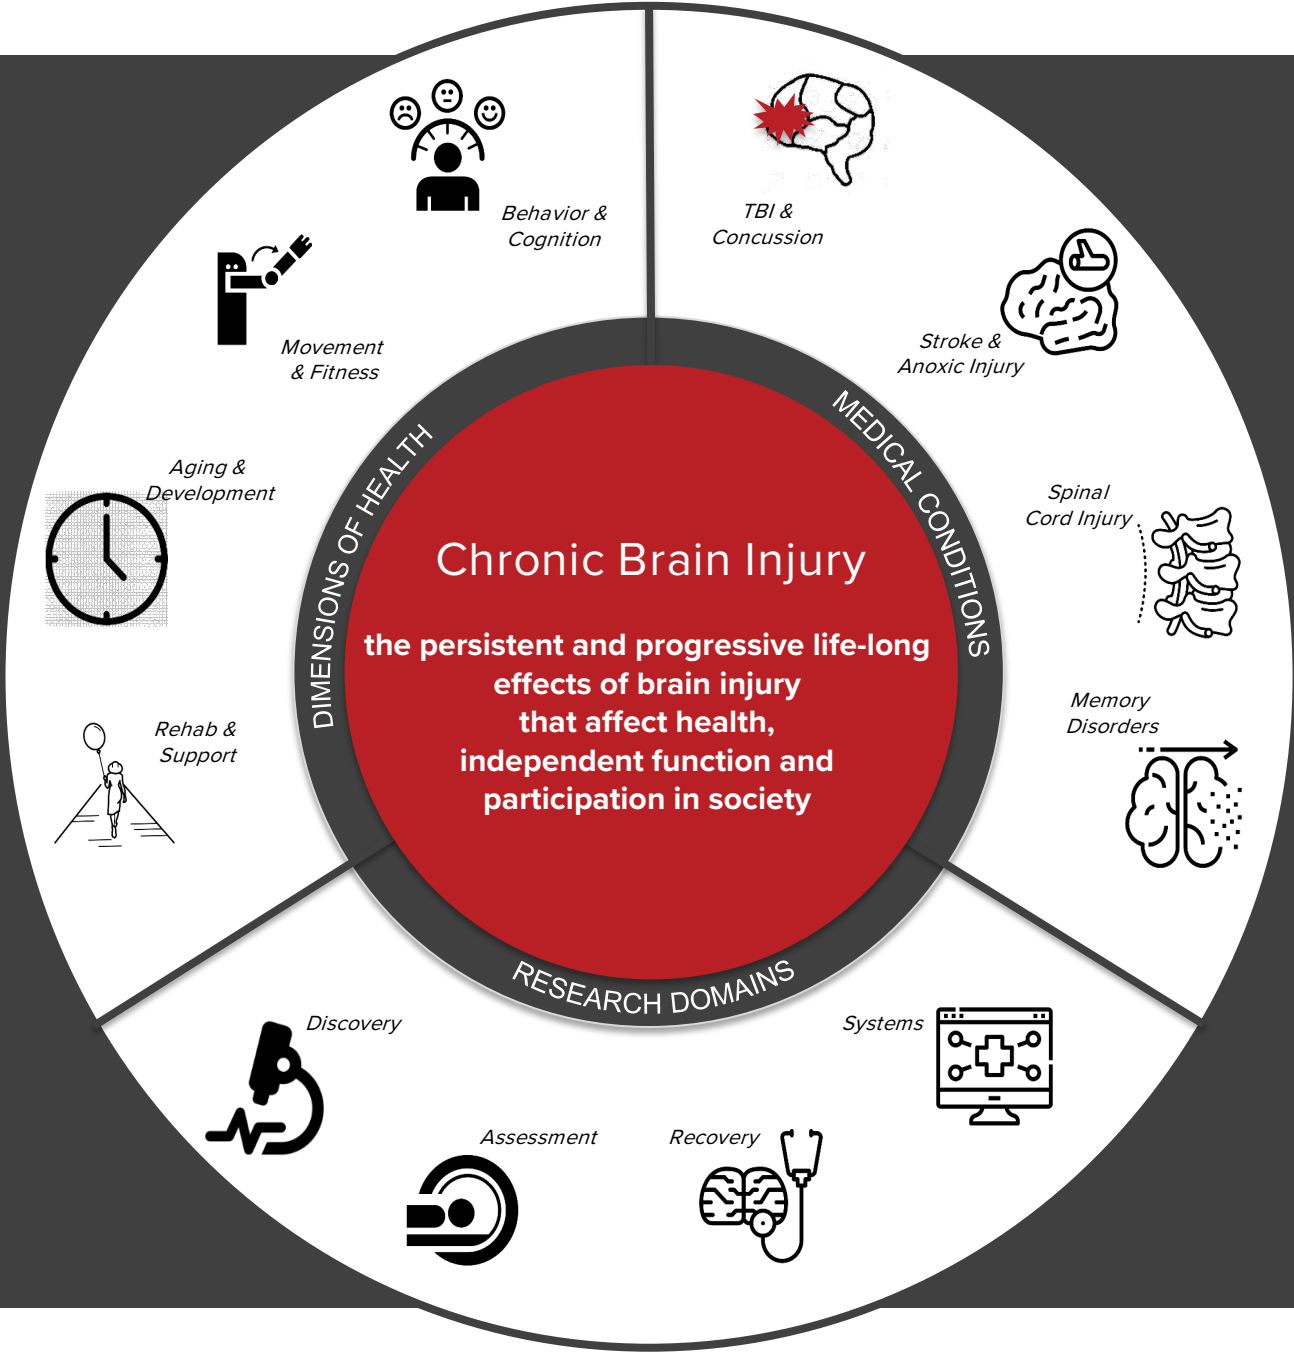 Behavior &
Cognition
TBI &
Concussion
Movement
& Fitness
Stroke &
Anoxic Injury
Aging &
Development
Spinal
Cord Injury
Rehab &
Support
Memory
Disorders
DIMENSIONS OF HEALTH
MEDICAL CONDITIONS
Chronic Brain Injury
the persistent and progressive life-long
effects of brain injury
that affect health,
independent function and
participation in society
RESEARCH DOMAINS
Discovery
Assessment
Recovery
Systems